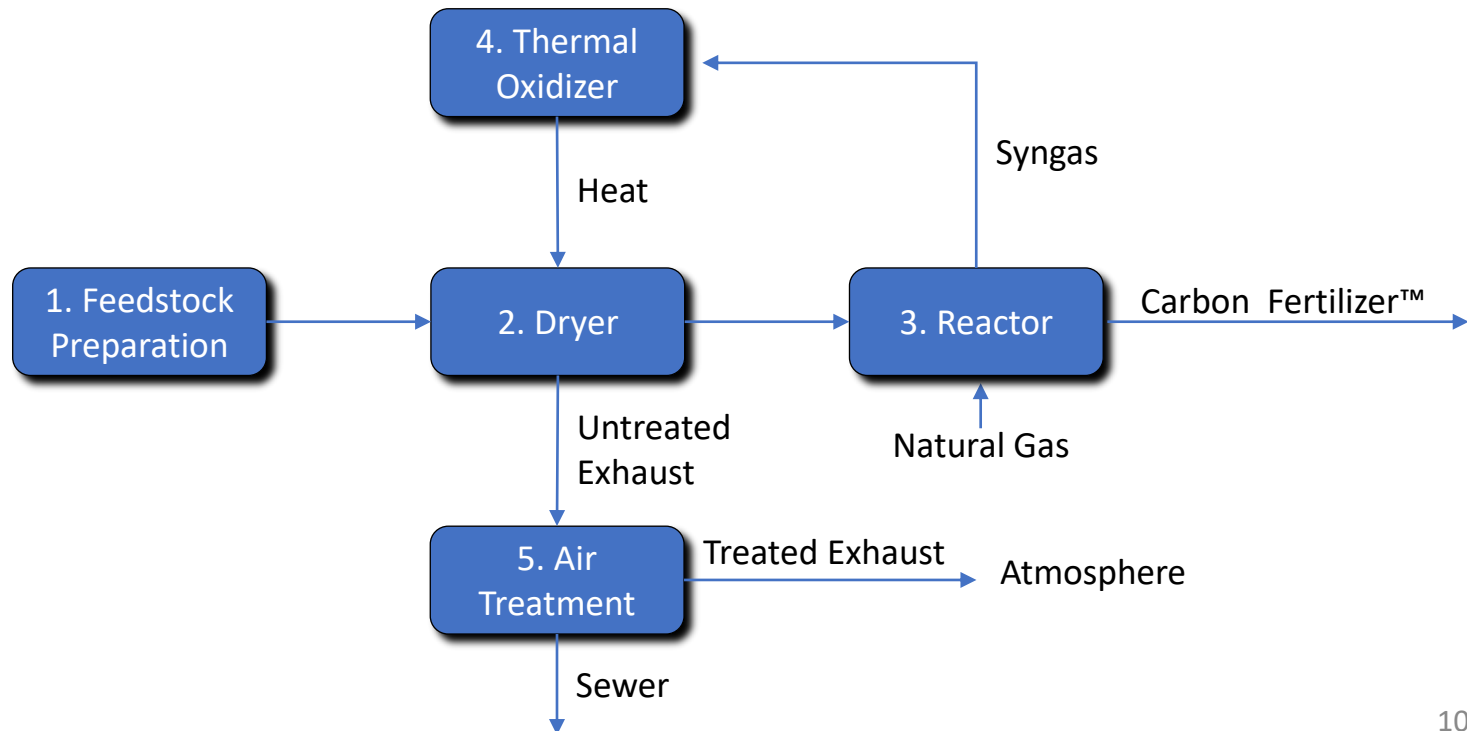 4. Thermal
Oxidizer
Syngas
Heat
1. Feedstock
Preparation
2. Dryer
3. Reactor
Carbon Fertilizer™
Untreated
Exhaust
Natural Gas
5. Air
Treatment
Treated Exhaust
Atmosphere
Sewer
10